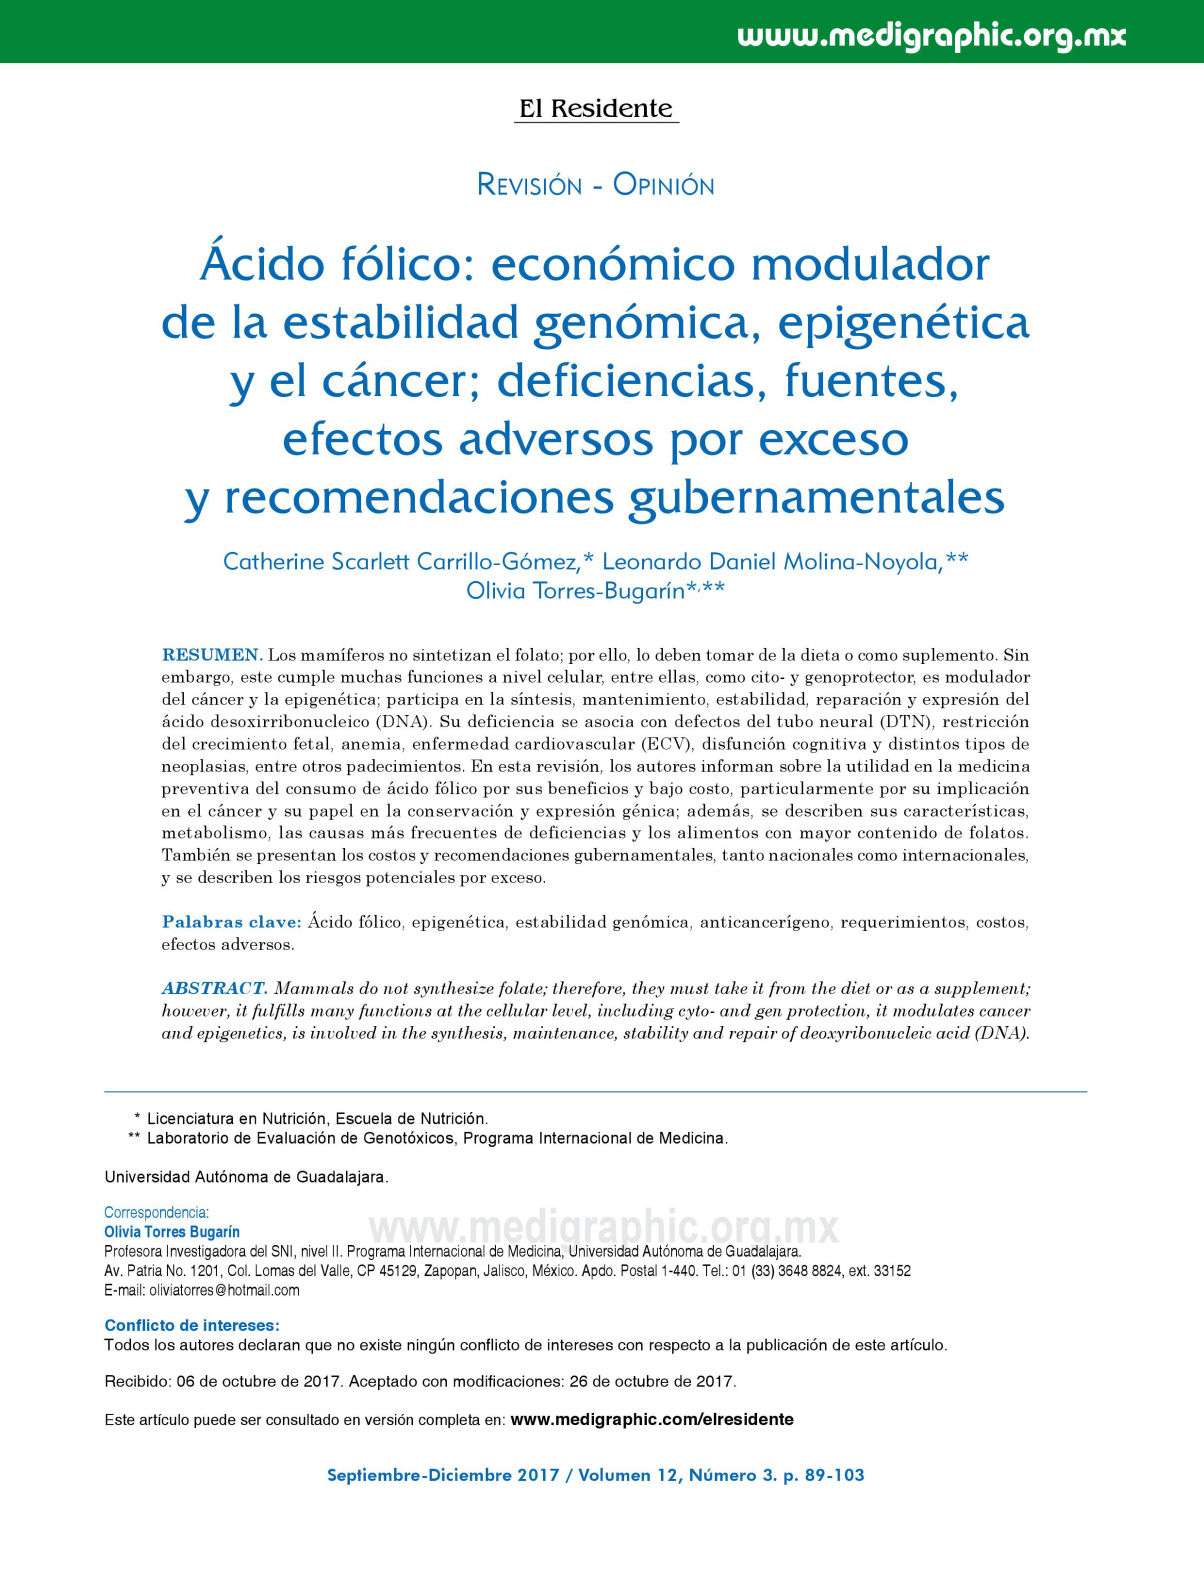 www.medigraphic.org.mx
El Residente
Revisión - Opinión
Ácido fólico: económico modulador
de la estabilidad genómica, epigenética
y el cáncer; deficiencias, fuentes,
efectos adversos por exceso
y recomendaciones gubernamentales
Catherine Scarlett Carrillo-Gómez,* Leonardo Daniel Molina-Noyola,**
Olivia Torres-Bugarín*,**
RESUMEN. Los mamíferos no sintetizan el folato; por ello, lo deben tomar de la dieta o como suplemento. Sin
embargo, este cumple muchas funciones a nivel celular, entre ellas, como cito- y genoprotector, es modulador
del cáncer y la epigenética; participa en la síntesis, mantenimiento, estabilidad, reparación y expresión del
ácido desoxirribonucleico (DNA). Su deficiencia se asocia con defectos del tubo neural (DTN), restricción
del crecimiento fetal, anemia, enfermedad cardiovascular (ECV), disfunción cognitiva y distintos tipos de
neoplasias, entre otros padecimientos. En esta revisión, los autores informan sobre la utilidad en la medicina
preventiva del consumo de ácido fólico por sus beneficios y bajo costo, particularmente por su implicación
en el cáncer y su papel en la conservación y expresión génica; además, se describen sus características,
metabolismo, las causas más frecuentes de deficiencias y los alimentos con mayor contenido de folatos.
También se presentan los costos y recomendaciones gubernamentales, tanto nacionales como internacionales,
y se describen los riesgos potenciales por exceso.
Palabras clave: Ácido fólico, epigenética, estabilidad genómica, anticancerígeno, requerimientos, costos,
efectos adversos.
ABSTRACT. Mammals do not synthesize folate; therefore, they must take it from the diet or as a supplement;
however, it fulfills many functions at the cellular level, including cyto- and gen protection, it modulates cancer
and epigenetics, is involved in the synthesis, maintenance, stability and repair of deoxyribonucleic acid (DNA).
* Licenciatura en Nutrición, Escuela de Nutrición.
** Laboratorio de Evaluación de Genotóxicos, Programa Internacional de Medicina.
Universidad Autónoma de Guadalajara.
Correspondencia:
www.medigraphic.org.mx
Olivia Torres Bugarín
Profesora Investigadora del SNI, nivel II. Programa Internacional de Medicina, Universidad Autónoma de Guadalajara.
Av. Patria No. 1201, Col. Lomas del Valle, CP 45129, Zapopan, Jalisco, México. Apdo. Postal 1-440. Tel.: 01 (33) 3648 8824, ext. 33152
E-mail: oliviatorres@hotmail.com
Conflicto de intereses:
Todos los autores declaran que no existe ningún conflicto de intereses con respecto a la publicación de este artículo.
Recibido: 06 de octubre de 2017. Aceptado con modificaciones: 26 de octubre de 2017.
Este artículo puede ser consultado en versión completa en: www.medigraphic.com/elresidente
Septiembre-Diciembre 2017 / Volumen 12, Número 3. p. 89-103